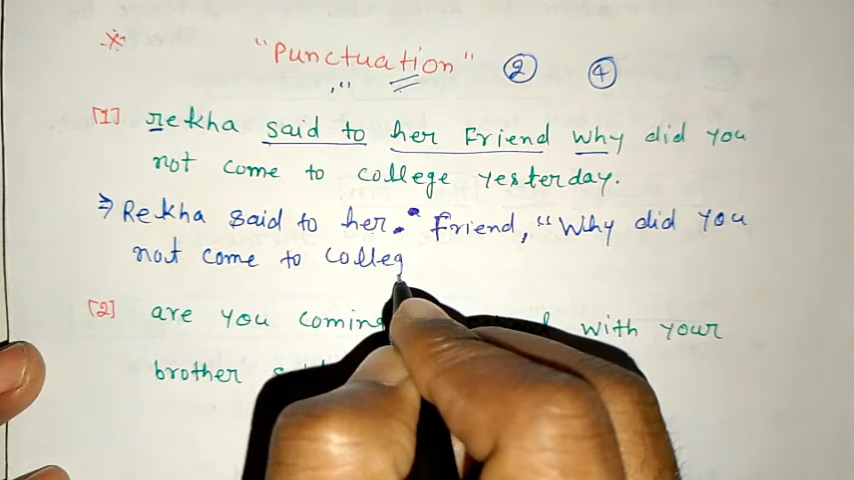 "Punctuation" ② ④
, " "
[1] rekha said to her Friend why did you
not come to college yesterday.
⇒ Rekha said to her. friend, "Why did you
not come to colleg
[2] are you coming with your
brother